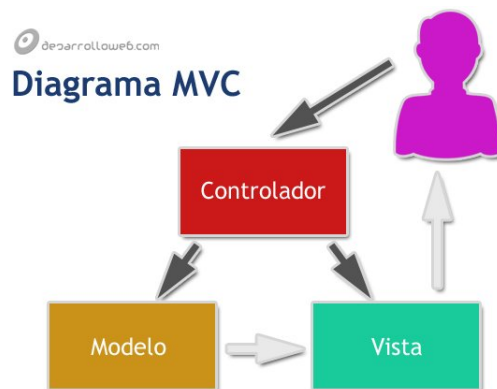 desarrolloweb.com
Diagrama MVC
Controlador
Modelo
Vista